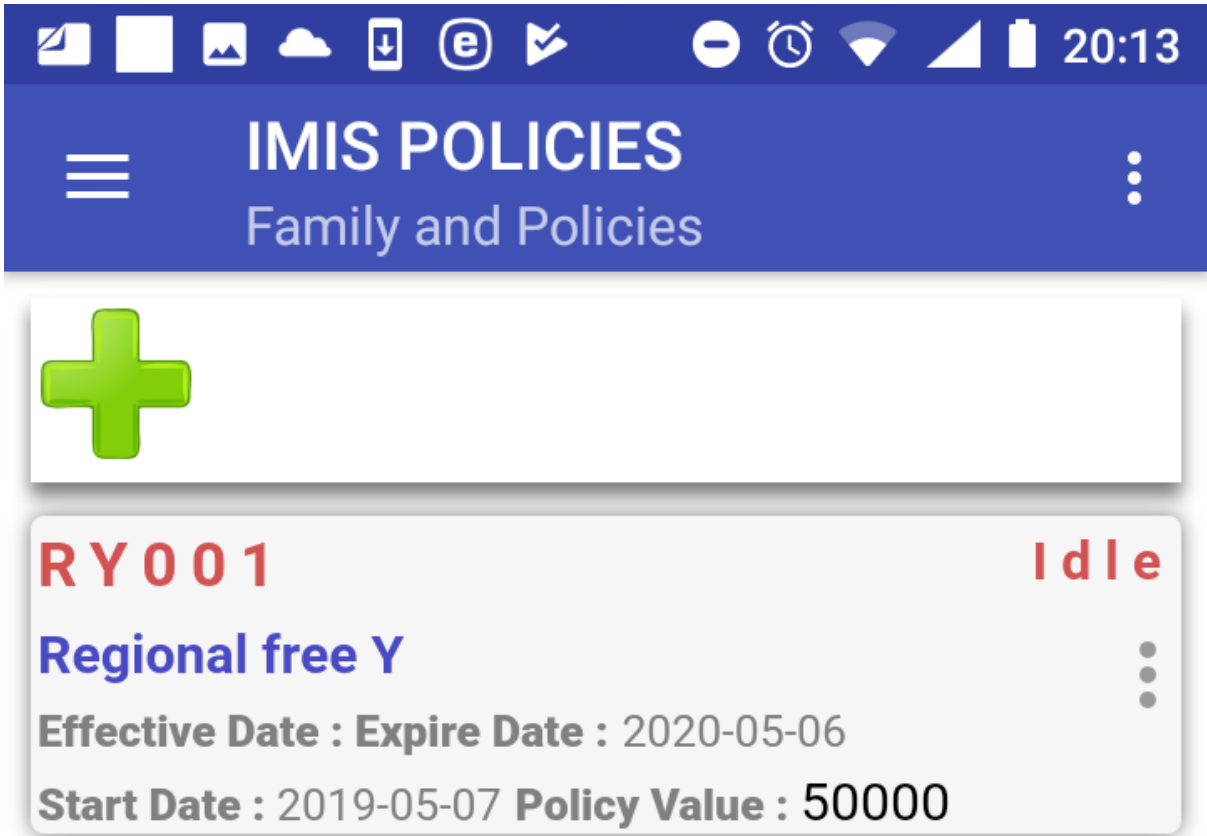 20:13
IMIS POLICIES
Family and Policies
RY001 Idle
Regional free Y
Effective Date : Expire Date : 2020-05-06
Start Date : 2019-05-07 Policy Value : 50000